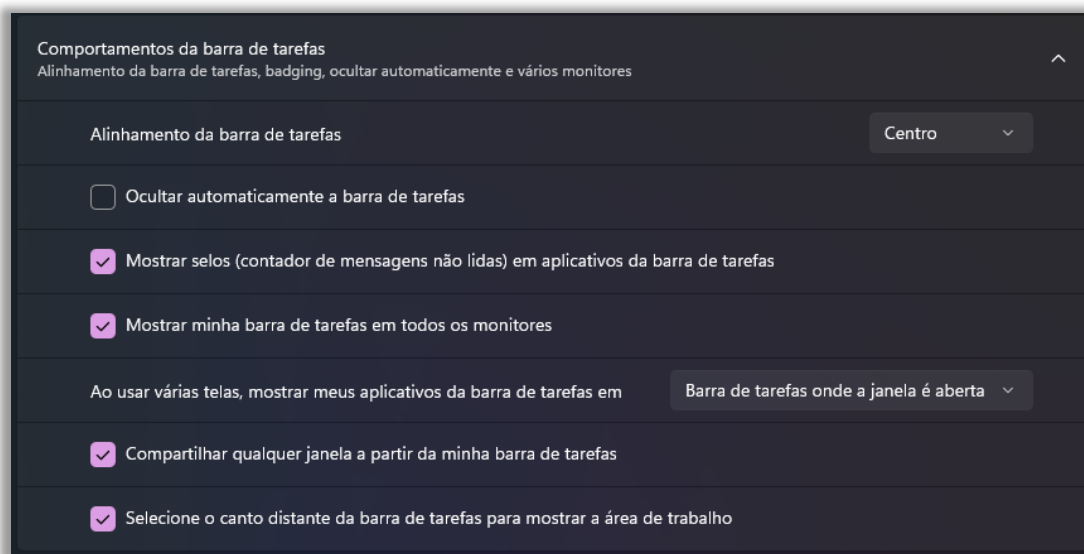 Comportamentos da barra de tarefas
Alinhamento da barra de tarefas, badging, ocultar automaticamente e vários monitores
Alinhamento da barra de tarefas
Centro
Ocultar automaticamente a barra de tarefas
Mostrar selos (contador de mensagens não lidas) em aplicativos da barra de tarefas
Mostrar minha barra de tarefas em todos os monitores
Ao usar várias telas, mostrar meus aplicativos da barra de tarefas em
Barra de tarefas onde a janela é aberta
Compartilhar qualquer janela a partir da minha barra de tarefas
Selecione o canto distante da barra de tarefas para mostrar a área de trabalho